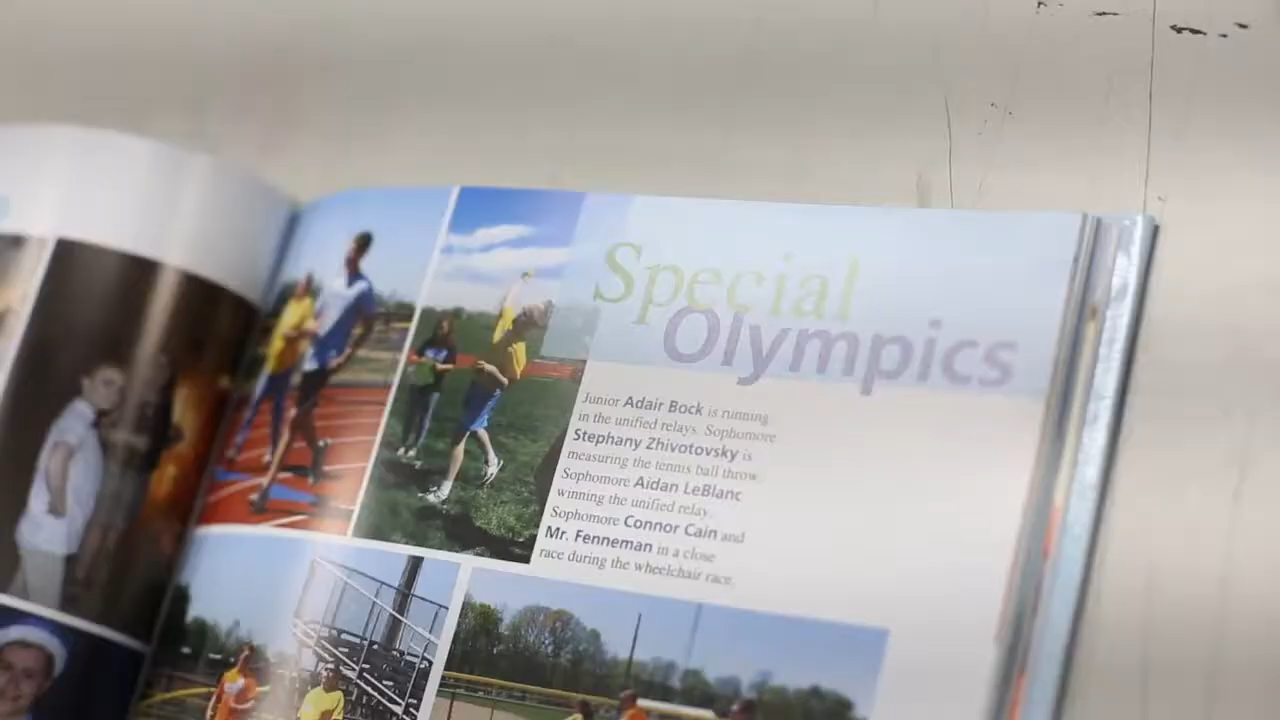 Special
Olympics
Junior Adair Bock is running
in the unified relays. Sophomore
Stephany Zhivotovsky is
measuring the tennis ball throw.
Sophomore Aidan LeBlanc
winning the unified relay.
Sophomore Connor Cain and
Mr. Fenneman in a close
race during the wheelchair race.